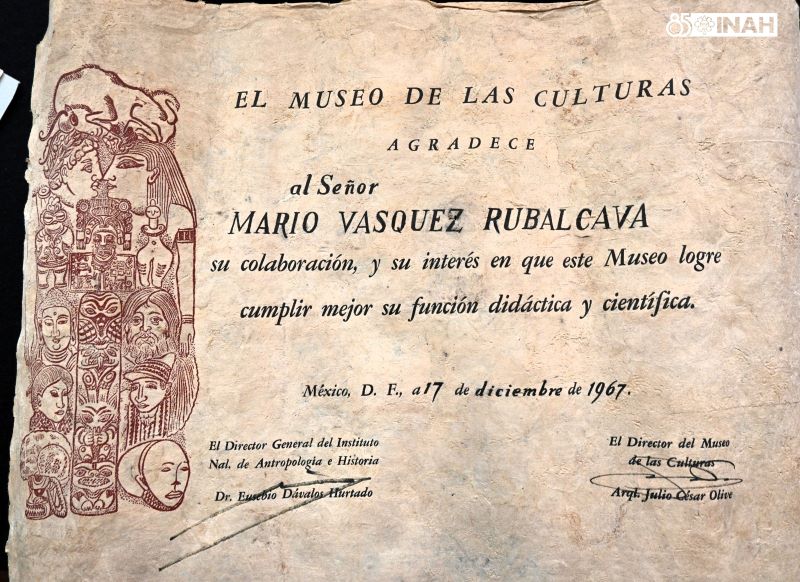 85 INAH
EL MUSEO DE LAS CULTURAS
AGRADECE
al Señor
MARIO VASQUEZ RUBALCAVA
su colaboración, y su interés en que este Museo logre
cumplir mejor su función didáctica y científica.
México, D. F., a 17 de diciembre de 1967.
El Director General del Instituto
Nal. de Antropología e Historia
Dr. Eusebio Dávalos Hurtado
El Director del Museo
de las Culturas
Arql. Julio César Olive